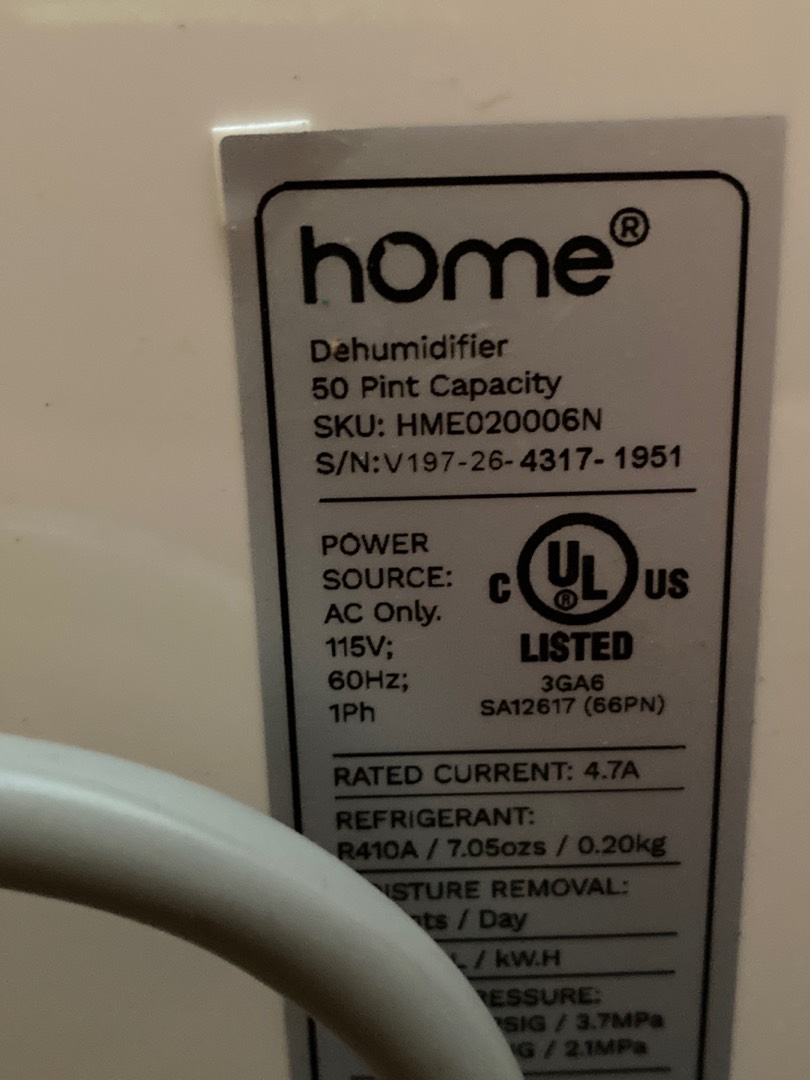 home®
Dehumidifier
50 Pint Capacity
SKU: HME020006N
S/N:V197-26-4317-1951
POWER
SOURCE:
AC Only.
115V;
60Hz;
1Ph
C UL® US
LISTED
3GA6
SA12617 (66PN)
RATED CURRENT: 4.7A
REFRIGERANT:
R410A / 7.05ozs / 0.20kg
REMOVAL:
/ Day
/ kW.H
/ 3.7MPa
/ 2.1MPa